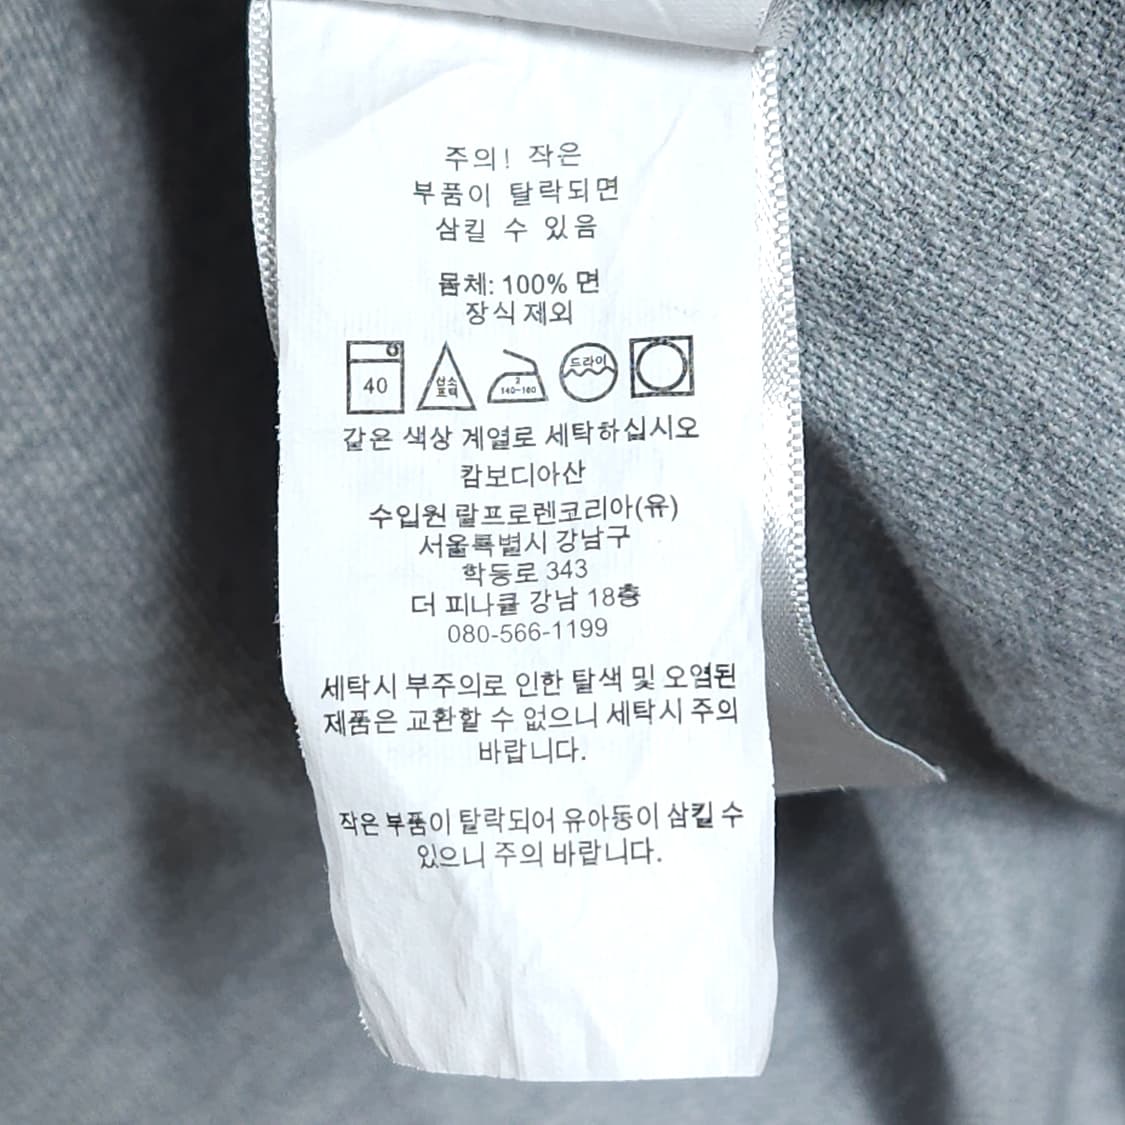 주의! 작은
부품이 탈락되면
삼킬 수 있음
몸체: 100% 면
장식 제외
40
산소
표백
2
140~160
드라이
같은 색상 계열로 세탁하십시오
캄보디아산
수입원 랄프로렌코리아(유)
서울특별시 강남구
학동로 343
더 피나클 강남 18층
080-566-1199
세탁시 부주의로 인한 탈색 및 오염된
제품은 교환할 수 없으니 세탁시 주의
바랍니다.
작은 부품이 탈락되어 유아동이 삼킬 수
있으니 주의 바랍니다.